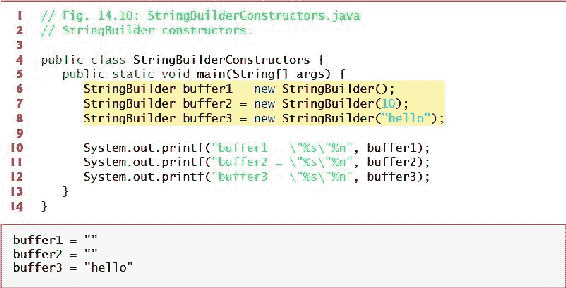 1 // Fig. 14.10: StringBuilderConstructors.java
2 // StringBuilder constructors.
3
4 public class StringBuilderConstructors {
5 public static void main(String[] args) {
6 StringBuilder buffer1 = new StringBuilder();
7 StringBuilder buffer2 = new StringBuilder(10);
8 StringBuilder buffer3 = new StringBuilder("hello");
9
10 System.out.printf("buffer1 = \"%s\"%n", buffer1);
11 System.out.printf("buffer2 = \"%s\"%n", buffer2);
12 System.out.printf("buffer3 = \"%s\"%n", buffer3);
13 }
14 }
buffer1 = ""
buffer2 = ""
buffer3 = "hello"